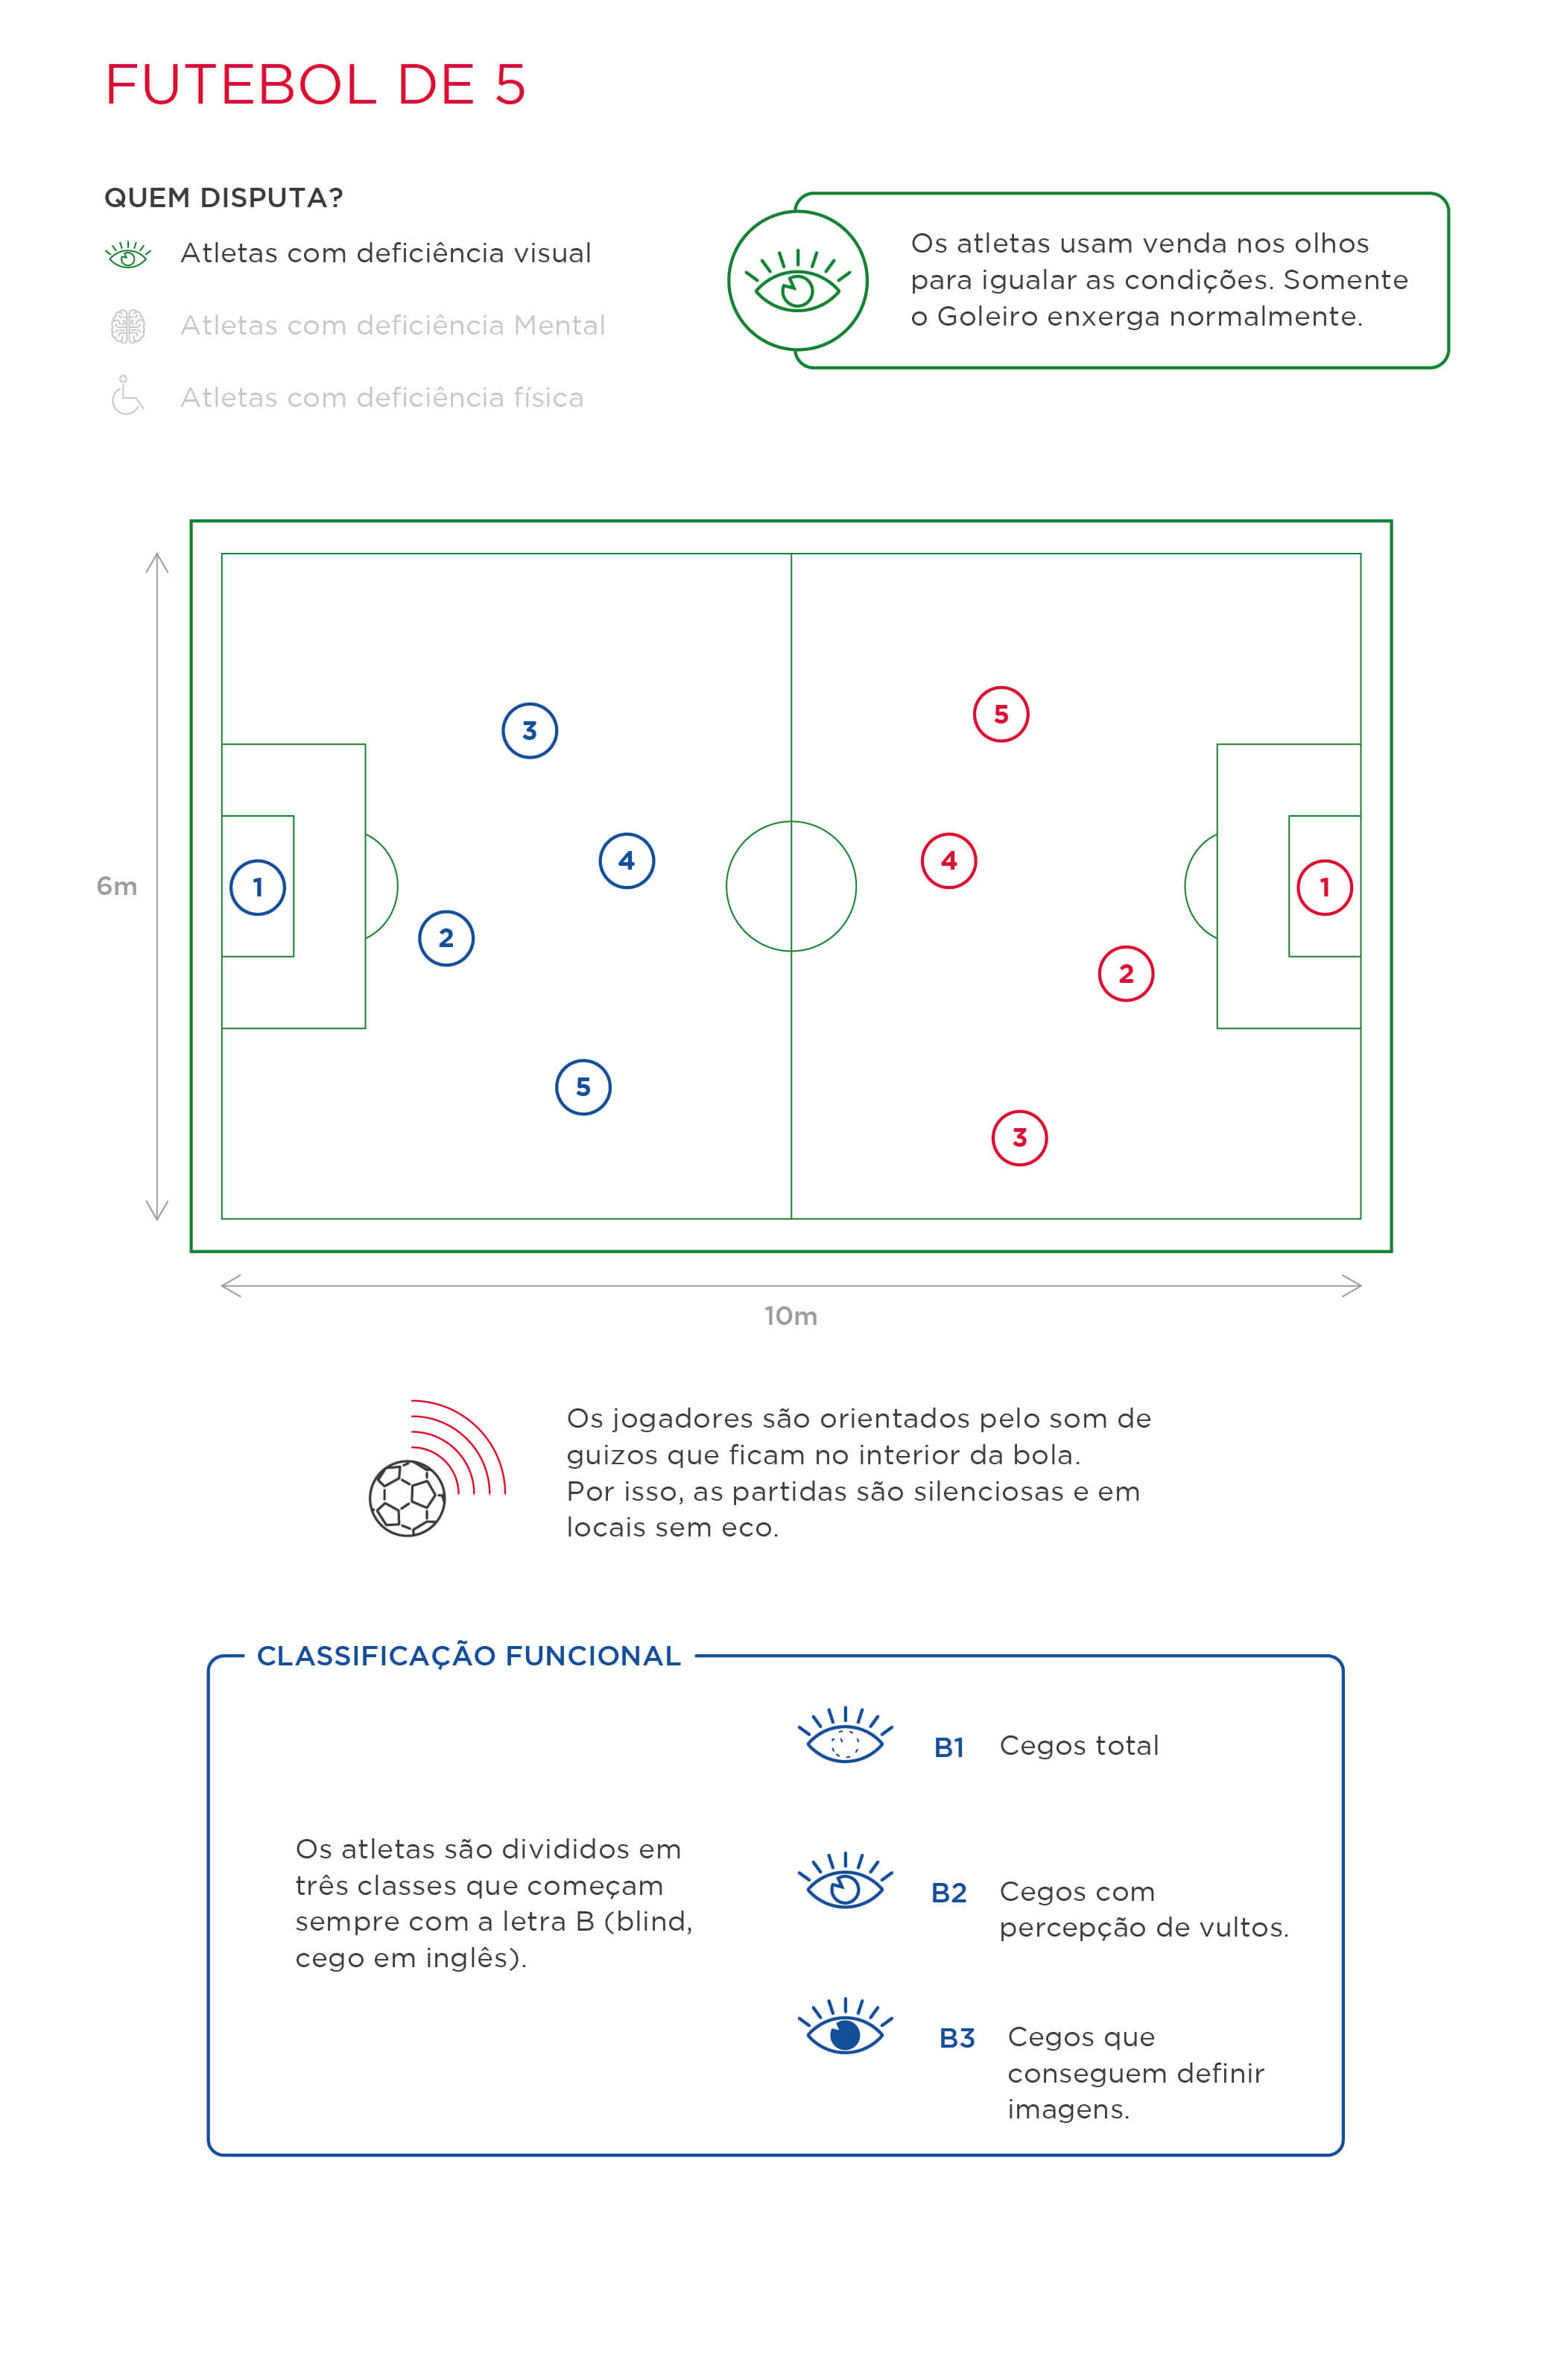 FUTEBOL DE 5
QUEM DISPUTA?
Atletas com deficiência visual
Atletas com deficiência Mental
Atletas com deficiência física
Os atletas usam venda nos olhos
para igualar as condições. Somente
o Goleiro enxerga normalmente.
3
5
4
4
1
1
2
2
5
3
6m
10m
Os jogadores são orientados pelo som de
guizos que ficam no interior da bola.
Por isso, as partidas são silenciosas e em
locais sem eco.
CLASSIFICAÇÃO FUNCIONAL
Os atletas são divididos em
três classes que começam
sempre com a letra B (blind,
cego em inglês).
B1 Cegos total
B2 Cegos com
percepção de vultos.
B3 Cegos que
conseguem definir
imagens.